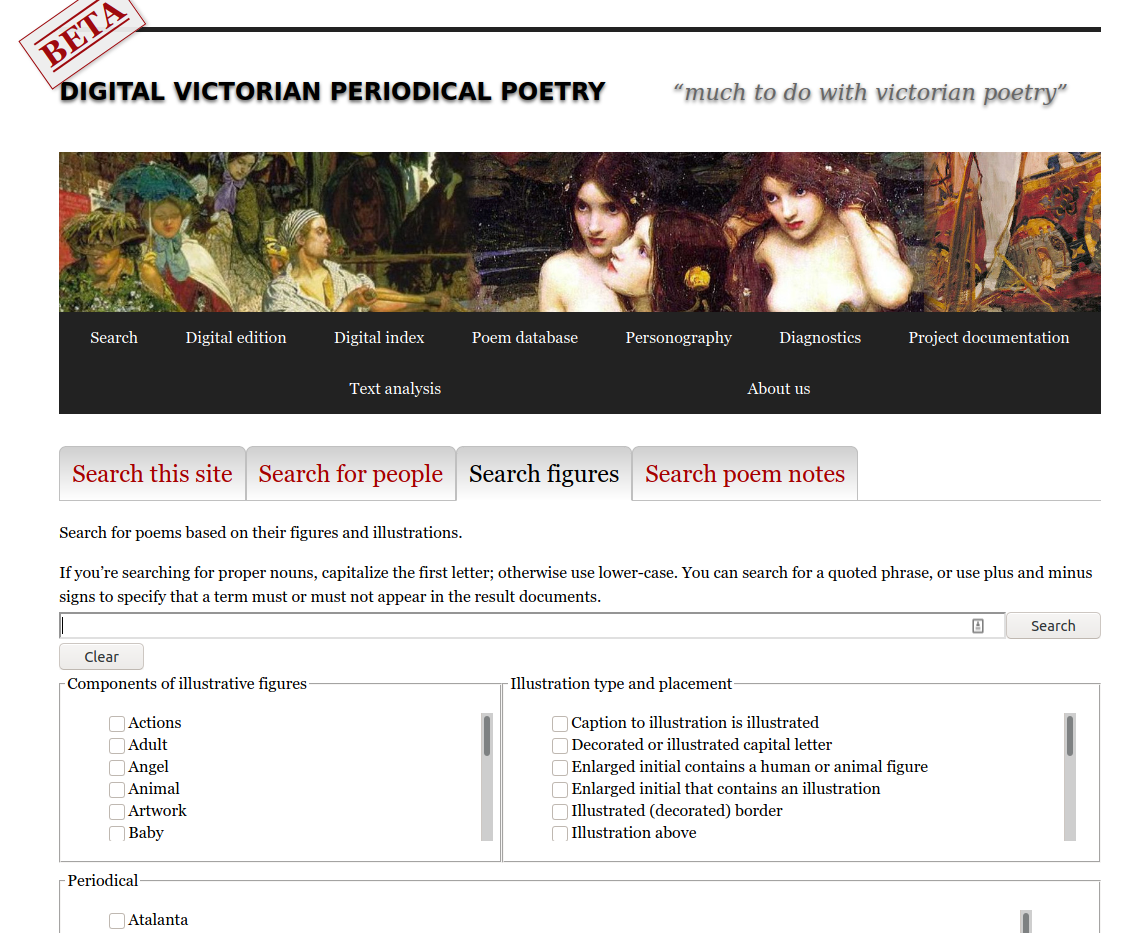 BETA
DIGITAL VICTORIAN PERIODICAL POETRY
“much to do with victorian poetry”
Search
Digital edition
Digital index
Poem database
Personography
Diagnostics
Project documentation
Text analysis
About us
Search this site
Search for people
Search figures
Search poem notes
Search for poems based on their figures and illustrations.
If you’re searching for proper nouns, capitalize the first letter; otherwise use lower-case. You can search for a quoted phrase, or use plus and minus
signs to specify that a term must or must not appear in the result documents.
Search
Clear
Components of illustrative figures
Actions
Adult
Angel
Animal
Artwork
Baby
Illustration type and placement
Caption to illustration is illustrated
Decorated or illustrated capital letter
Enlarged initial contains a human or animal figure
Enlarged initial that contains an illustration
Illustrated (decorated) border
Illustration above
Periodical
Atalanta